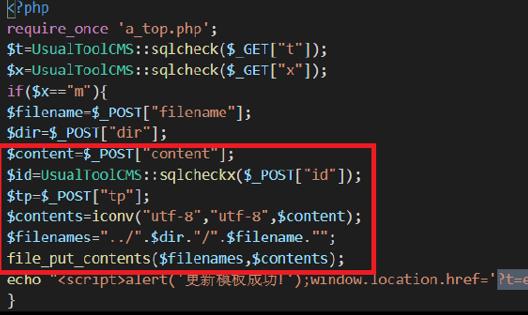 <?php
require_once 'a_top.php';
$t=UsualToolCMS::sqlcheck($_GET["t"]);
$x=UsualToolCMS::sqlcheck($_GET["x"]);
if($x=="m"){
$filename=$_POST["filename"];
$dir=$_POST["dir"];
$content=$_POST["content"];
$id=UsualToolCMS::sqlcheckx($_POST["id"]);
$tp=$_POST["tp"];
$contents=iconv("utf-8","utf-8",$content);
$filenames="../".$dir."/".$filename."";
file_put_contents($filenames,$contents);
echo "<script>alert('更新模板成功!');window.location.href='?t=e
}